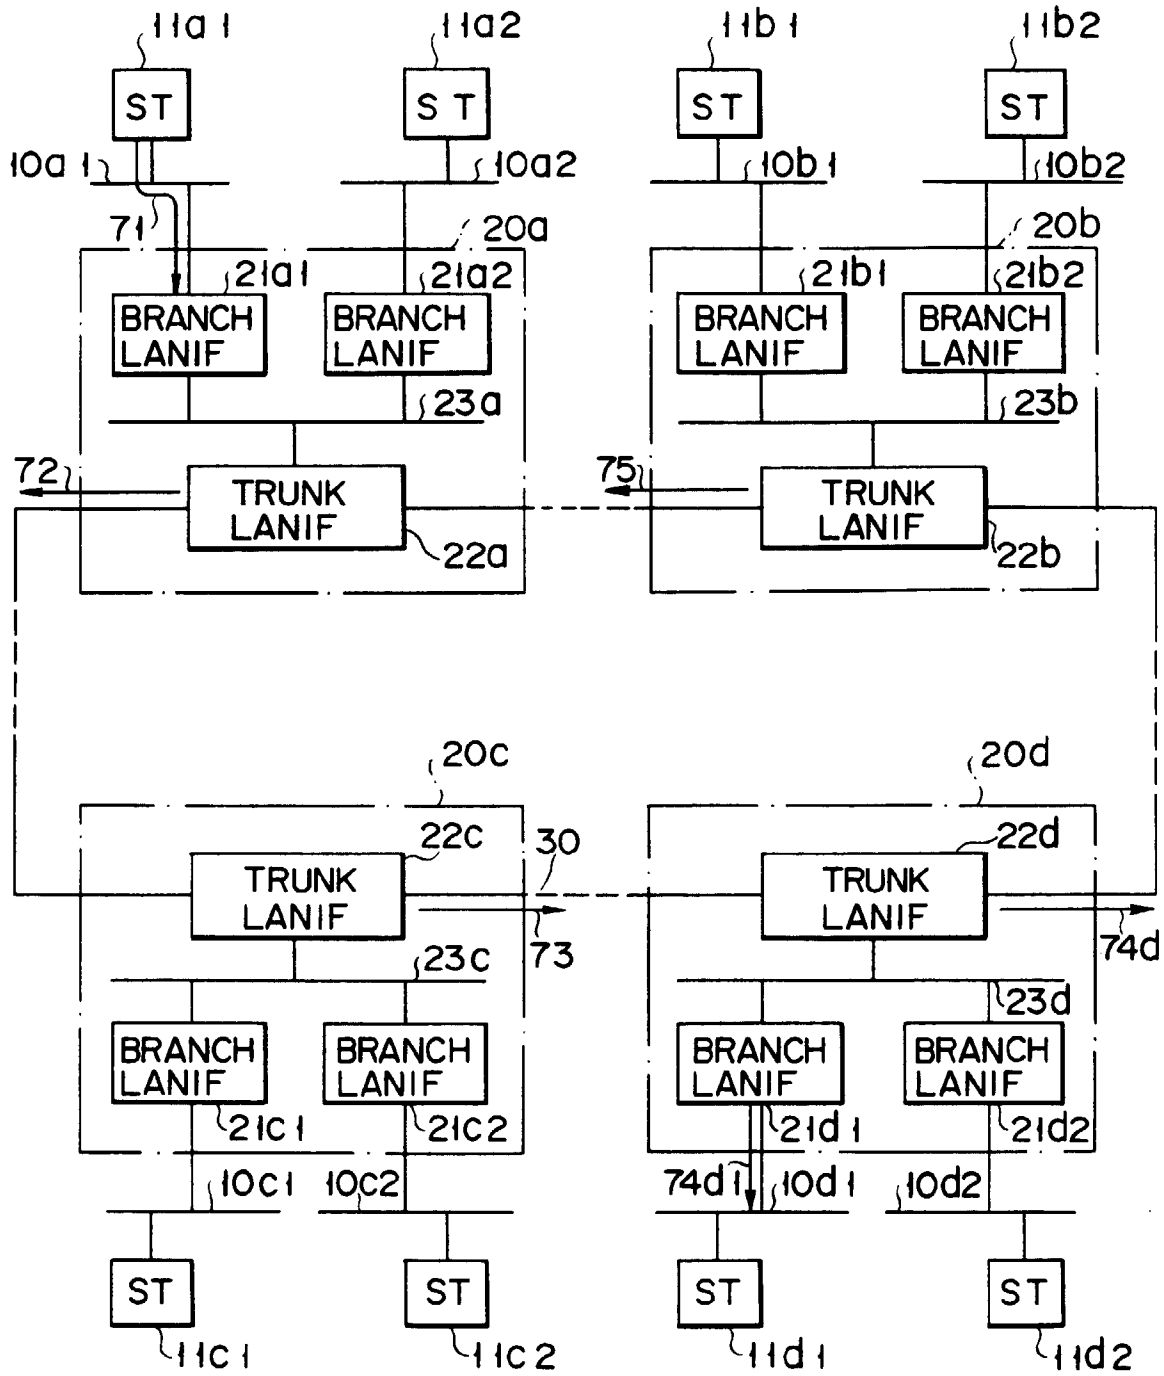 11a1 11a2 11b1 11b2
ST ST ST ST
10a1 10a2 10b1 10b2
71 20a 20b
21a1 21a2 21b1 21b2
BRANCH LANIF
BRANCH LANIF
BRANCH LANIF
BRANCH LANIF
23a 23b
72 75
TRUNK LANIF
TRUNK LANIF
22a 22b
20c 20d
22c 30 22d
TRUNK LANIF
TRUNK LANIF
73 74d
23c 23d
BRANCH LANIF
BRANCH LANIF
BRANCH LANIF
BRANCH LANIF
21c1 21c2 21d1 21d2
10c1 10c2 74d1 10d1 10d2
ST ST ST ST
11c1 11c2 11d1 11d2